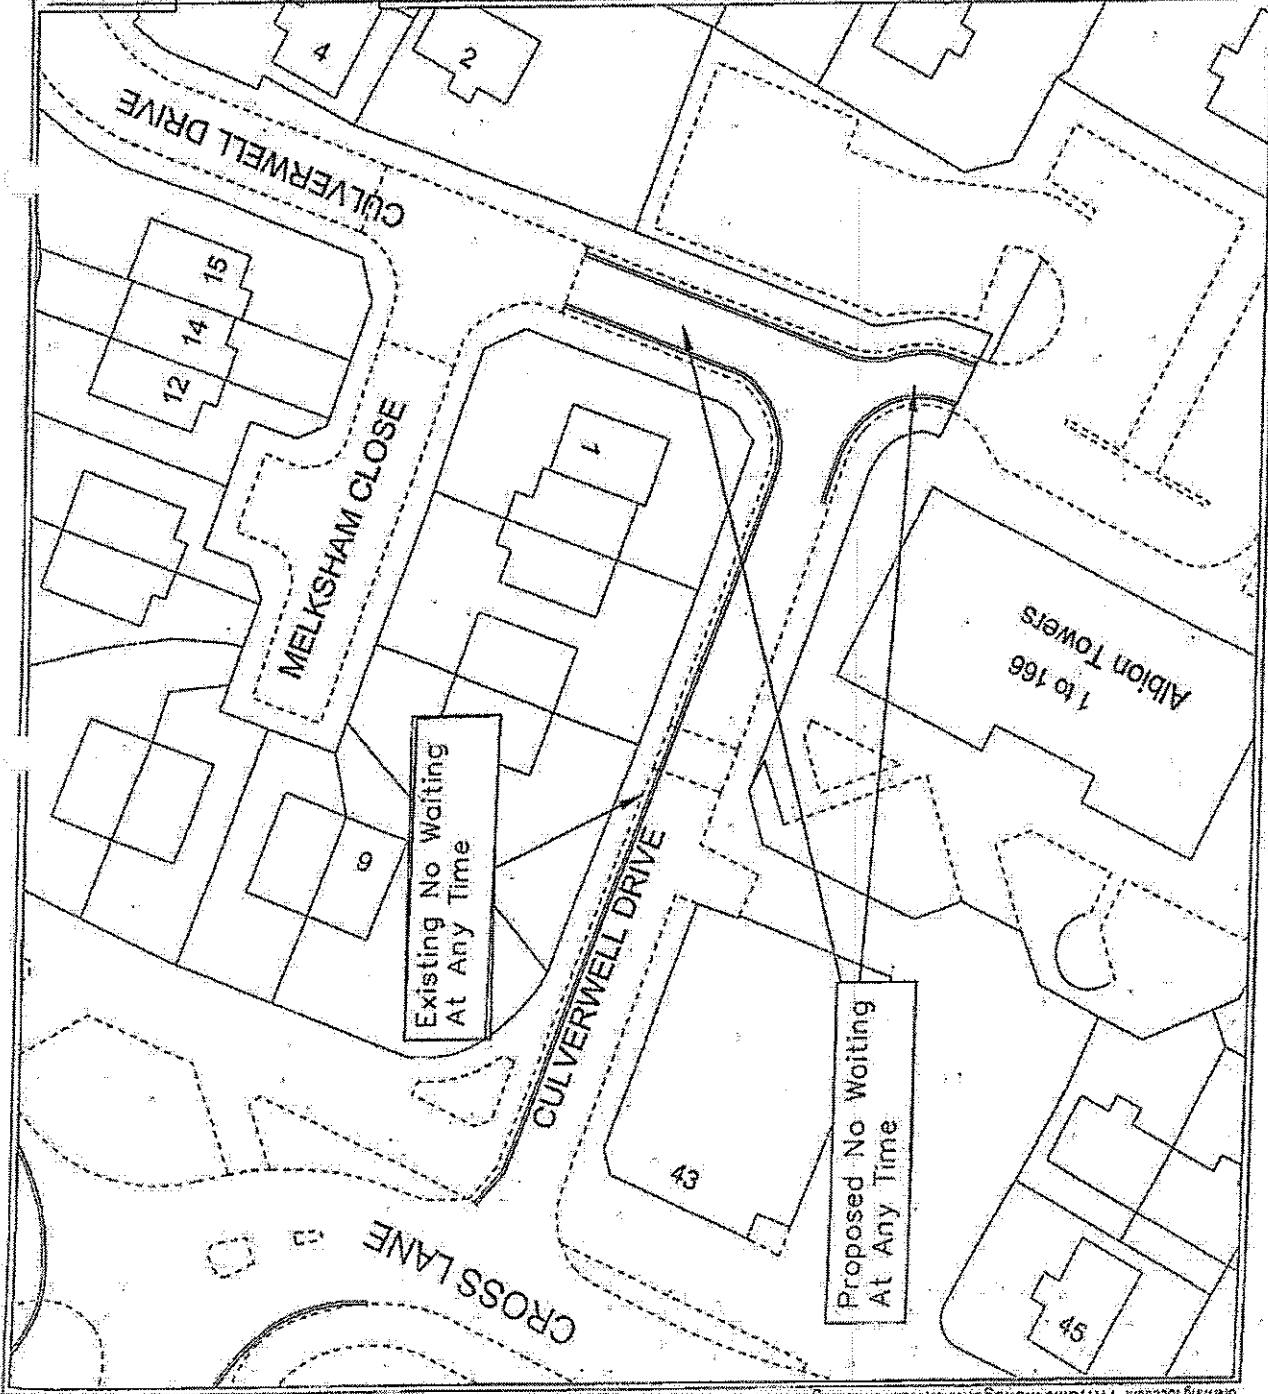 4
2
CULVERWELL DRIVE
15
14
12
MELKSHAM CLOSE
1
9
Existing No Waiting
At Any Time
CULVERWELL DRIVE
1 to 166
Albion Towers
43
Proposed No Waiting
At Any Time
CROSS LANE
45